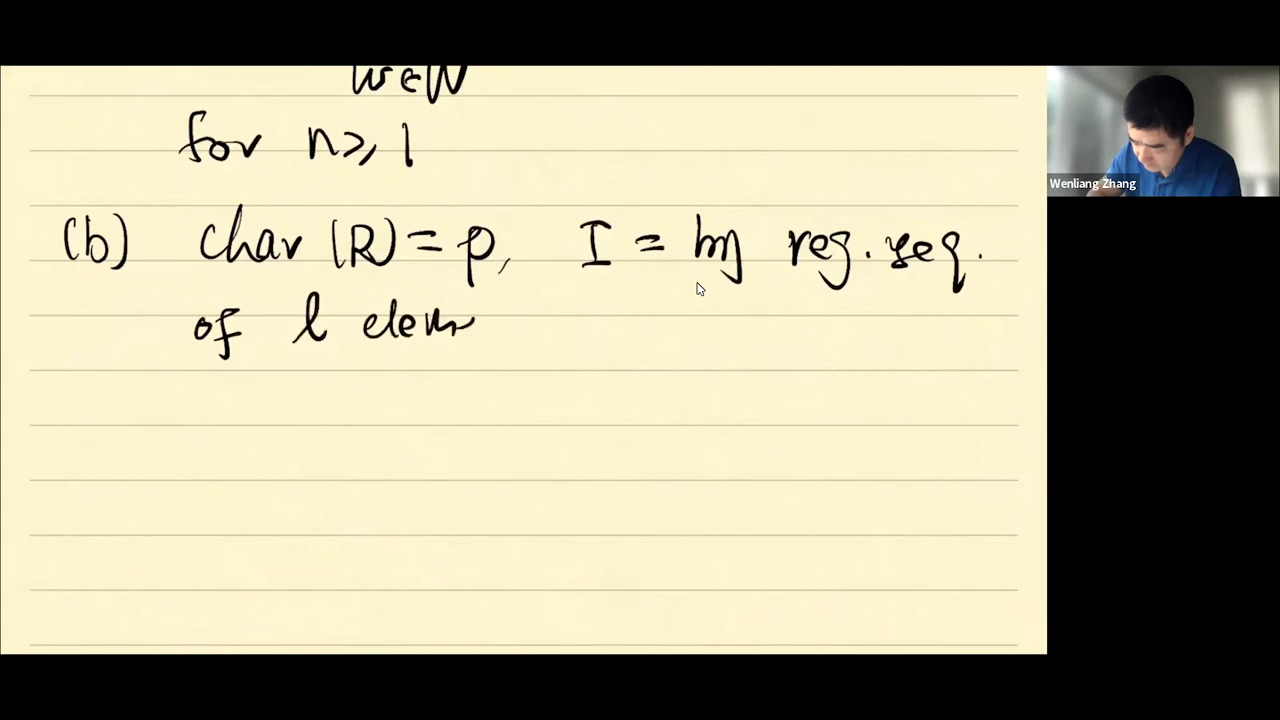 w ∈ W
for n ≥ 1
(b) char (R) = p, I = by reg. seq.
of l elem
Wenliang Zhang